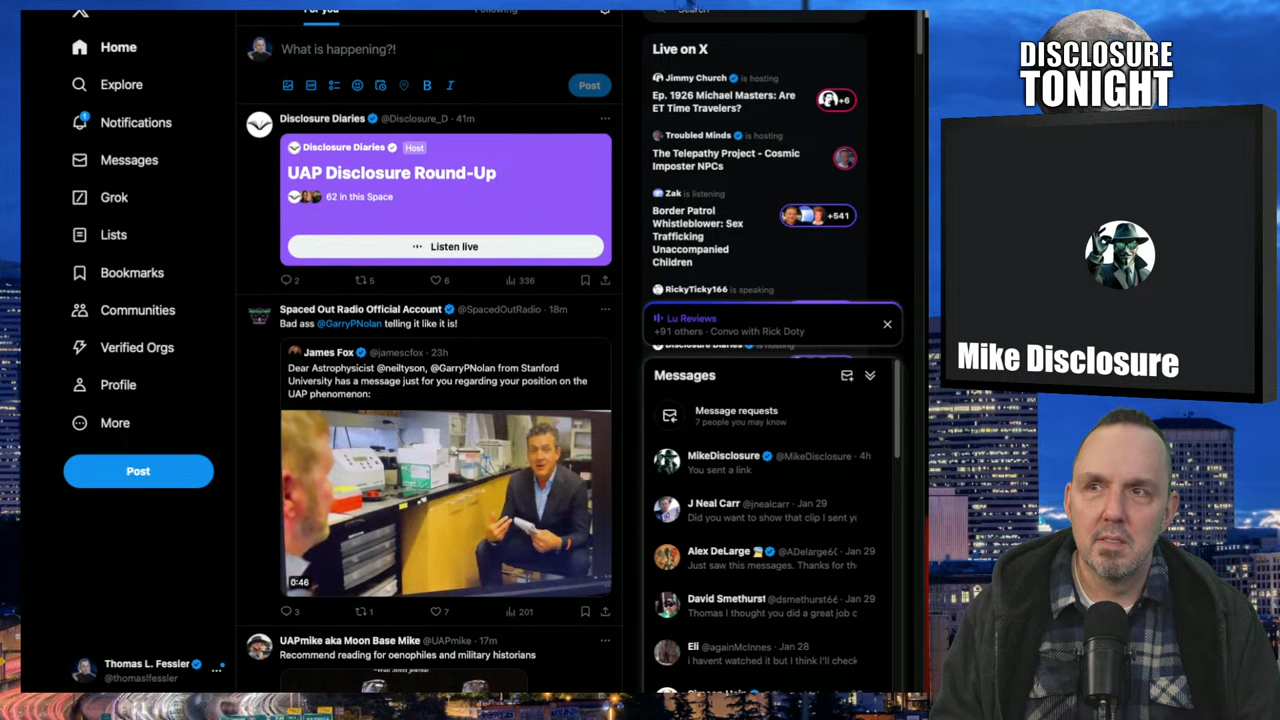 For you
Following
Search
Home
Explore
Notifications
Messages
Grok
Lists
Bookmarks
Communities
Verified Orgs
Profile
More
Post
Thomas L. Fessler
@thomaslfessler
What is happening?!
Post
Disclosure Diaries @Disclosure_D · 41m
Disclosure Diaries Host
UAP Disclosure Round-Up
62 in this Space
Listen live
2 5 6 336
Spaced Out Radio Official Account @SpacedOutRadio · 18m
Bad ass @GarryPNolan telling it like it is!
James Fox @jamescfox · 23h
Dear Astrophysicist @neiltyson, @GarryPNolan from Stanford
University has a message just for you regarding your position on the
UAP phenomenon:
0:46
3 1 7 201
UAPmike aka Moon Base Mike @UAPmike · 17m
Recommend reading for oenophiles and military historians
Live on X
Jimmy Church is hosting
Ep. 1926 Michael Masters: Are
ET Time Travelers?
+6
Troubled Minds is hosting
The Telepathy Project - Cosmic
Imposter NPCs
Zak is listening
Border Patrol
Whistleblower: Sex
Trafficking
Unaccompanied
Children
+541
RickyTicky166 is speaking
Lu Reviews
+91 others · Convo with Rick Doty
Disclosure Diaries is hosting
Messages
Message requests
7 people you may know
MikeDisclosure @MikeDisclosure · 4h
You sent a link
J Neal Carr @jnealcarr · Jan 29
Did you want to show that clip I sent yo
Alex DeLarge @ADelarge6( · Jan 29
Just saw this messages. Thanks for the
David Smethurst @dsmethurst66 · Jan 29
Thomas I thought you did a great job o
Eli @againMcInnes · Jan 28
i havent watched it but I think I'll check
DISCLOSURE
TONIGHT
Mike Disclosure